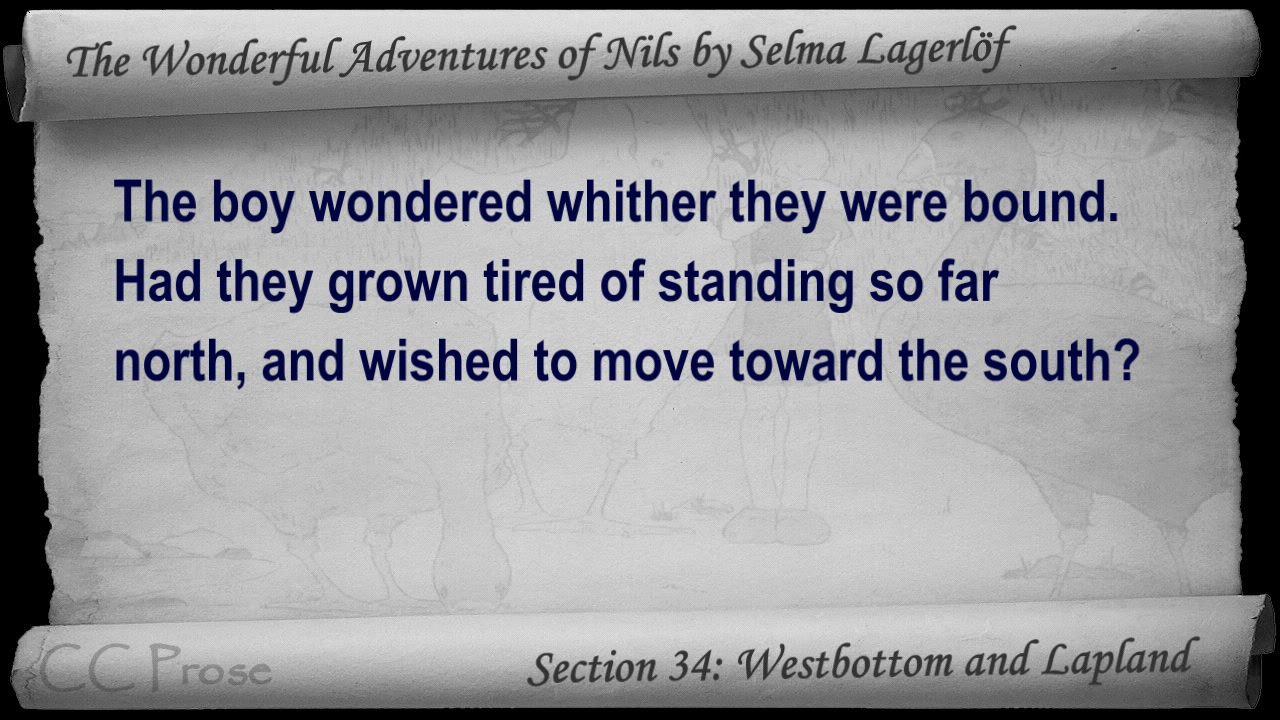 The Wonderful Adventures of Nils by Selma Lagerlöf
The boy wondered whither they were bound.
Had they grown tired of standing so far
north, and wished to move toward the south?
CC Prose
Section 34: Westbottom and Lapland